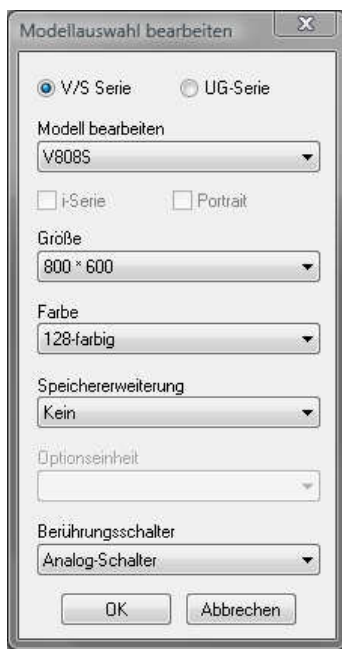 Modellauswahl bearbeiten
V/S Serie UG-Serie
Modell bearbeiten
V808S
i-Serie Portrait
Größe
800 * 600
Farbe
128-farbig
Speichererweiterung
Kein
Optionseinheit
Berührungsschalter
Analog-Schalter
OK Abbrechen